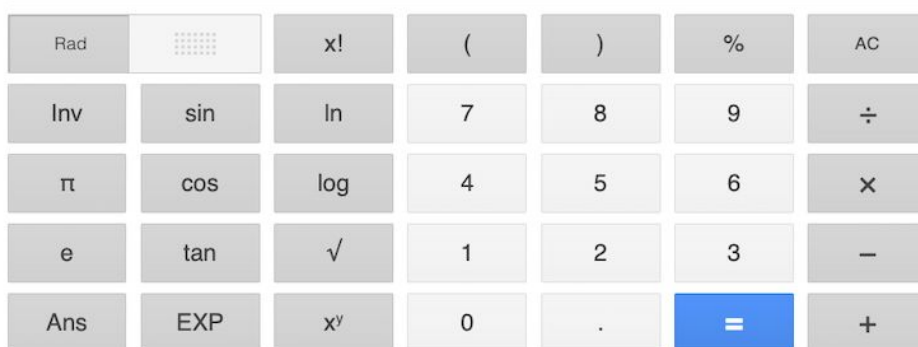 Rad x! ( ) % AC
Inv sin ln 7 8 9 ÷
π cos log 4 5 6 ×
e tan √ 1 2 3 −
Ans EXP xʸ 0 . = +